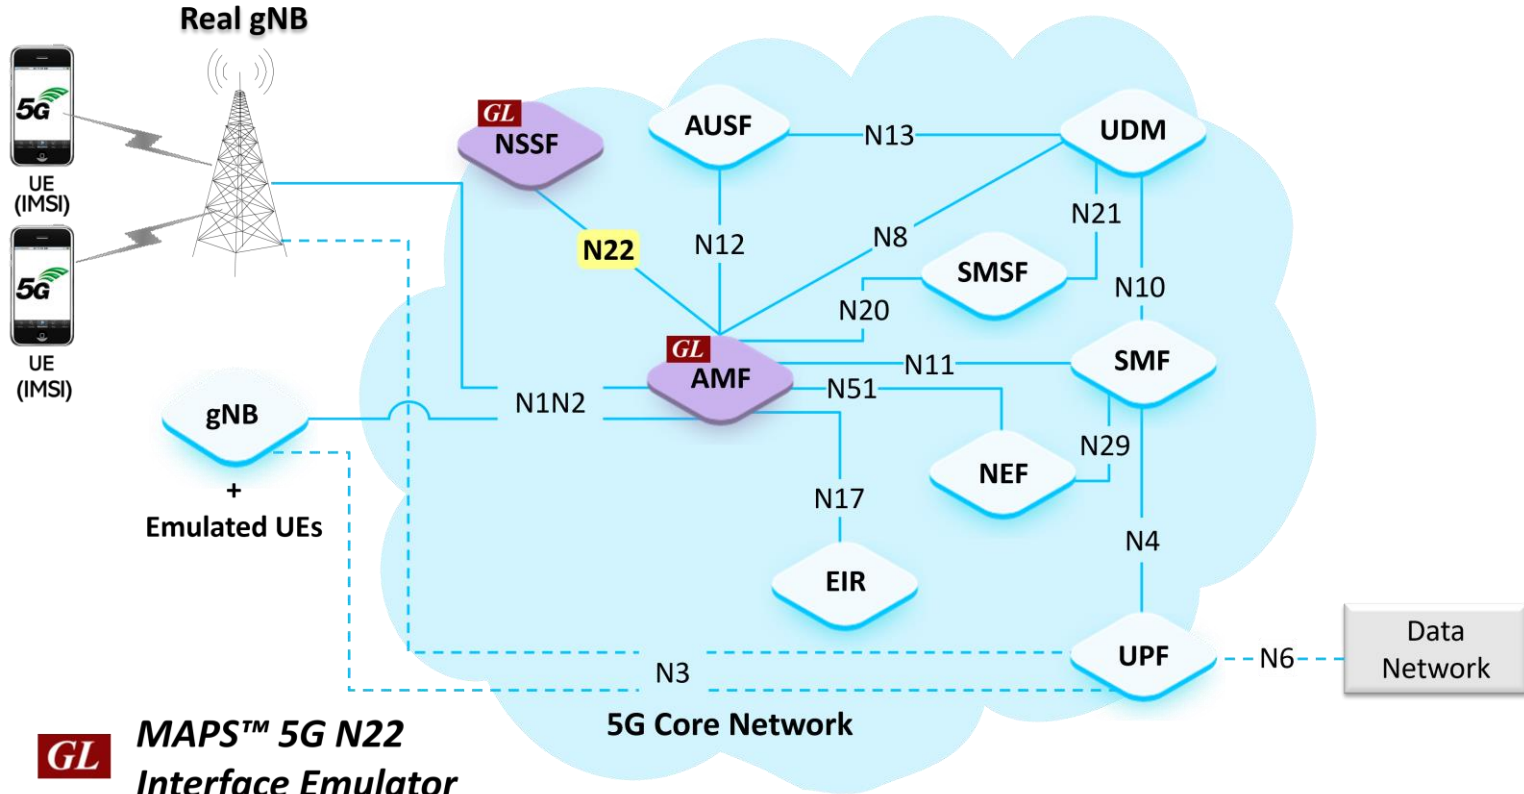 Real gNB
5G
UE
(IMSI)
5G
UE
(IMSI)
GL
NSSF
AUSF
N13
UDM
N22
N12
N8
N21
SMSF
N20
N10
GL
AMF
N11
SMF
N51
N1N2
gNB
+
Emulated UEs
N29
NEF
N17
N4
EIR
UPF
N6
Data
Network
N3
5G Core Network
GL
MAPS™ 5G N22
Interface Emulator